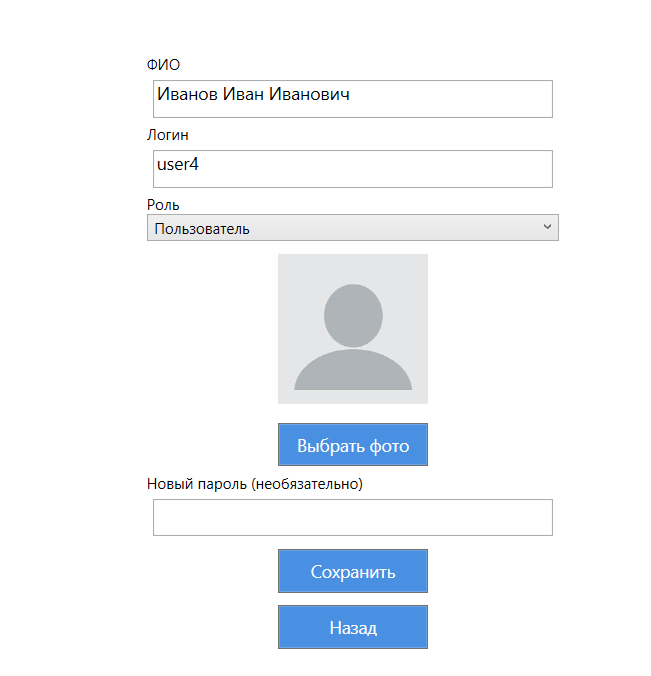 ФИО
Иванов Иван Иванович
Логин
user4
Роль
Пользователь
Выбрать фото
Новый пароль (необязательно)
Сохранить
Назад